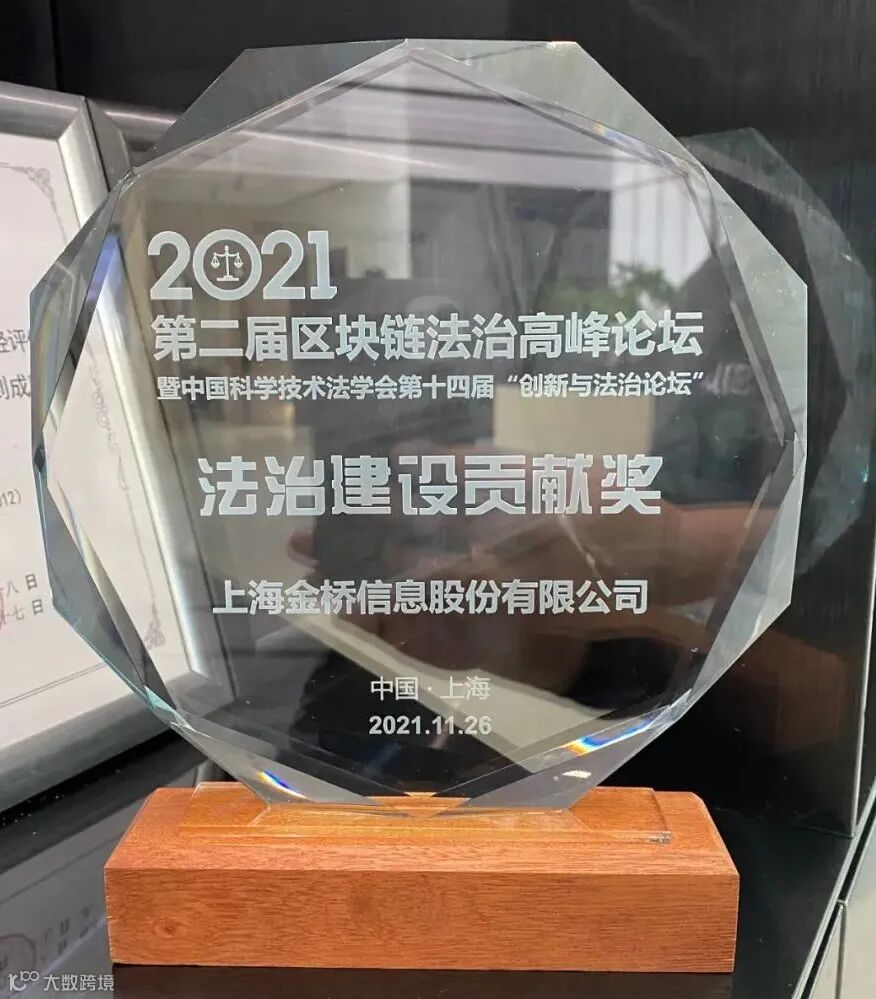 2021
第二届区块链法治高峰论坛
暨中国科学技术法学会第十四届“创新与法治论坛”
法治建设贡献奖
上海金桥信息股份有限公司
中国·上海
2021.11.26
大数跨境